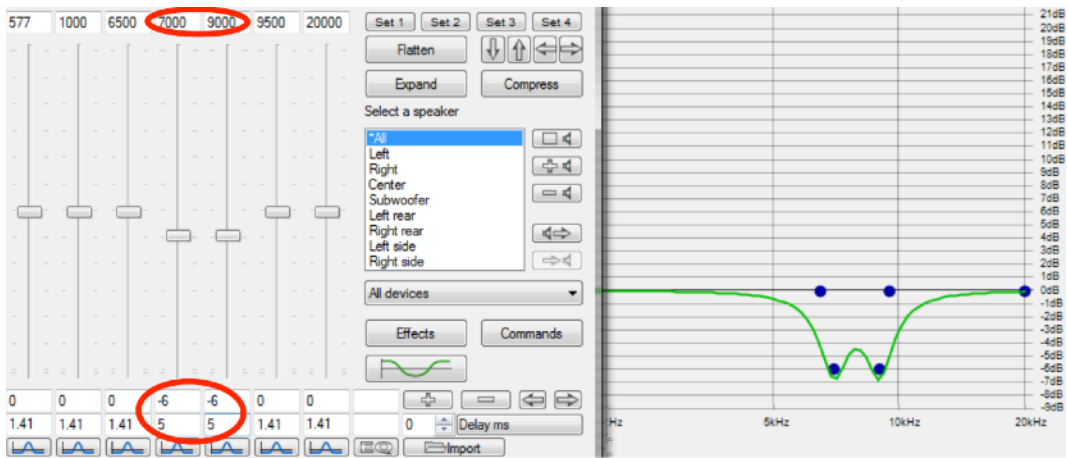 577 1000 6500 7000 9000 9500 20000
Set 1 Set 2 Set 3 Set 4
Flatten
Expand Compress
Select a speaker
*All
Left
Right
Center
Subwoofer
Left rear
Right rear
Left side
Right side
All devices
Effects Commands
0 0 0 -6 -6 0 0
1.41 1.41 1.41 5 5 1.41 1.41 0 Delay ms
EQ Import
21dB
20dB
19dB
18dB
17dB
16dB
15dB
14dB
13dB
12dB
11dB
10dB
9dB
8dB
7dB
6dB
5dB
4dB
3dB
2dB
1dB
0dB
-1dB
-2dB
-3dB
-4dB
-5dB
-6dB
-7dB
-8dB
-9dB
5kHz 10kHz 20kHz